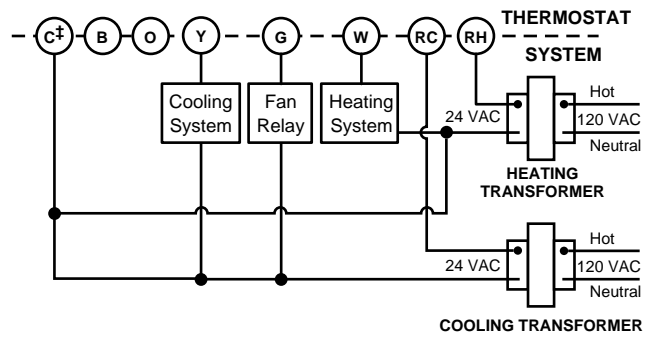 THERMOSTAT
C‡ B O Y G W RC RH
SYSTEM
Cooling
System
Fan
Relay
Heating
System
24 VAC
Hot
120 VAC
Neutral
HEATING
TRANSFORMER
24 VAC
Hot
120 VAC
Neutral
COOLING TRANSFORMER